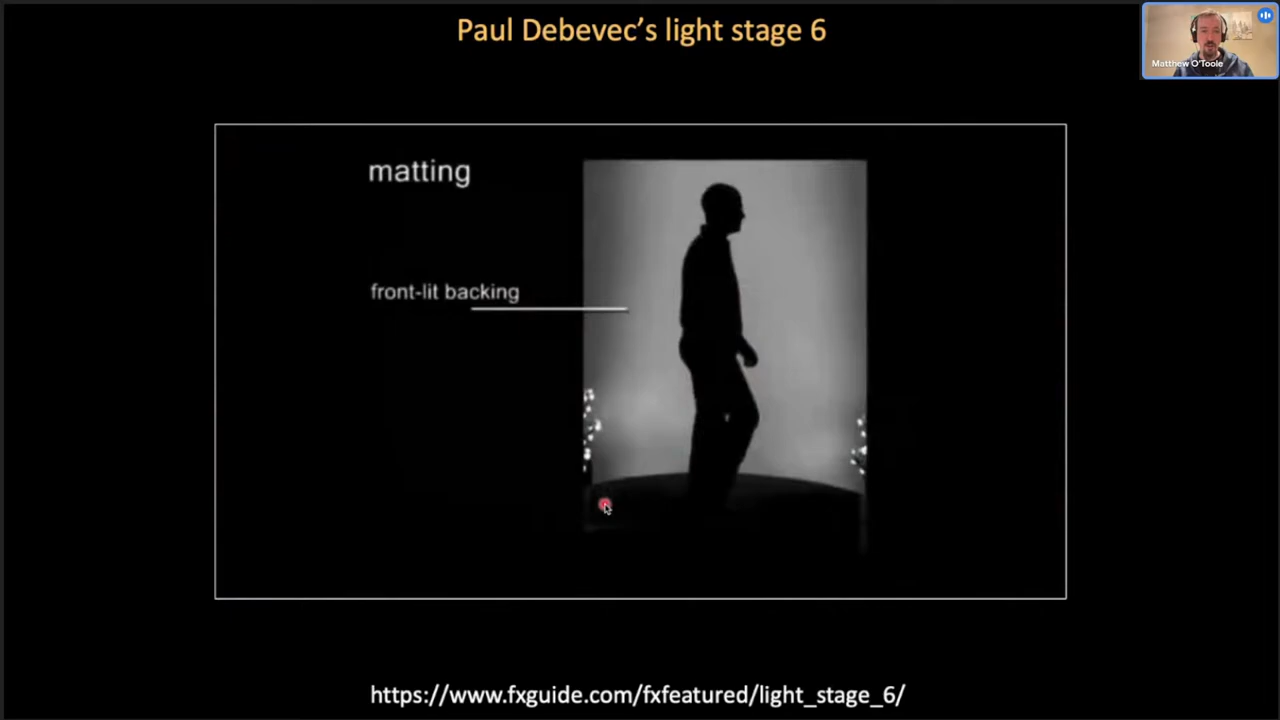 Paul Debevec’s light stage 6
Matthew O'Toole
matting
front-lit backing
https://www.fxguide.com/fxfeatured/light_stage_6/